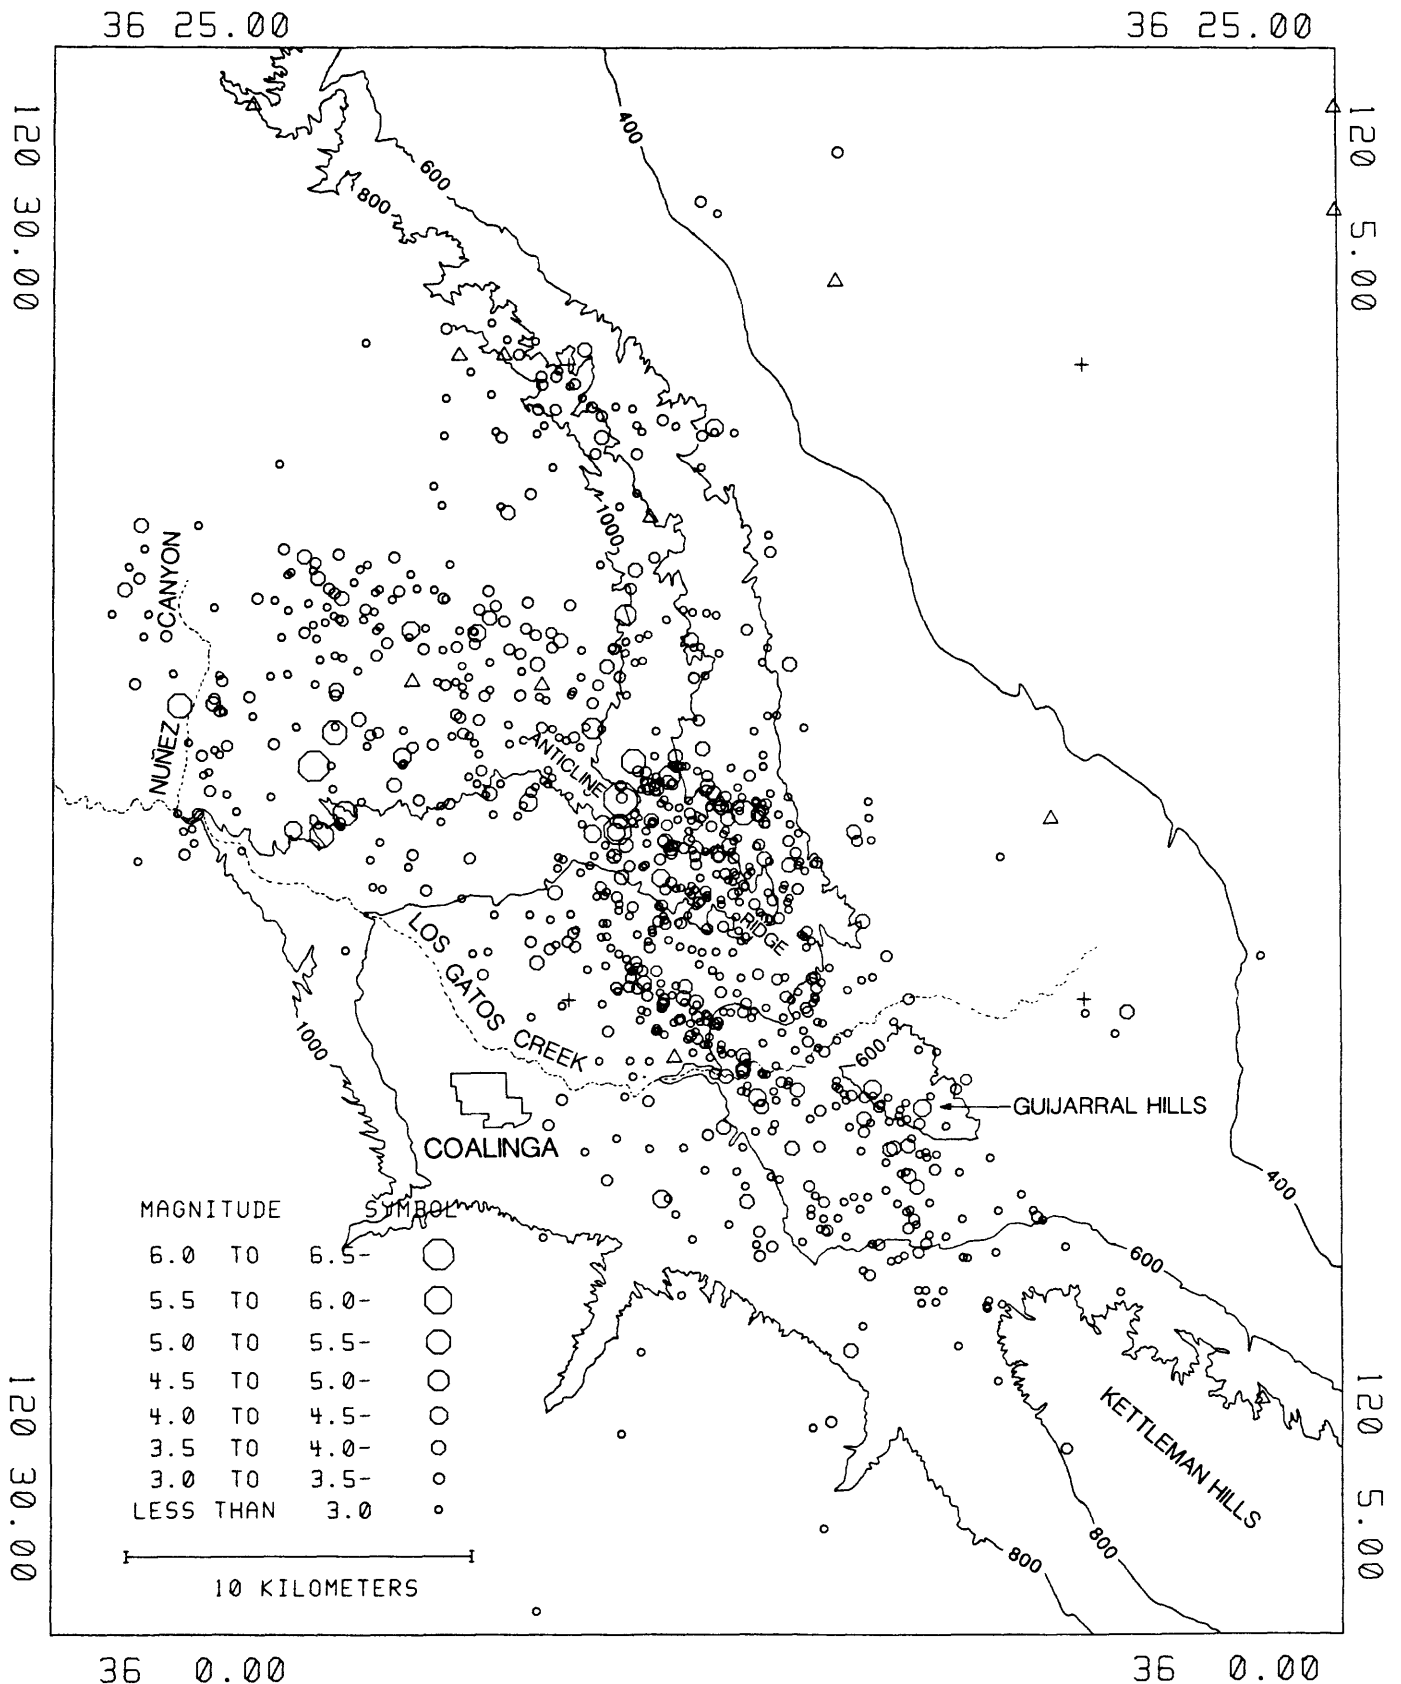 36 25.00
36 25.00
120 30.00
120 5.00
400
600
800
1000
NUÑEZ CANYON
ANTICLINE
RIDGE
LOS GATOS CREEK
1000
600
GUIJARRAL HILLS
COALINGA
400
600
MAGNITUDE SYMBOL
6.0 TO 6.5-
5.5 TO 6.0-
5.0 TO 5.5-
4.5 TO 5.0-
4.0 TO 4.5-
3.5 TO 4.0-
3.0 TO 3.5-
LESS THAN 3.0
10 KILOMETERS
KETTLEMAN HILLS
800
800
120 30.00
120 5.00
36 0.00
36 0.00